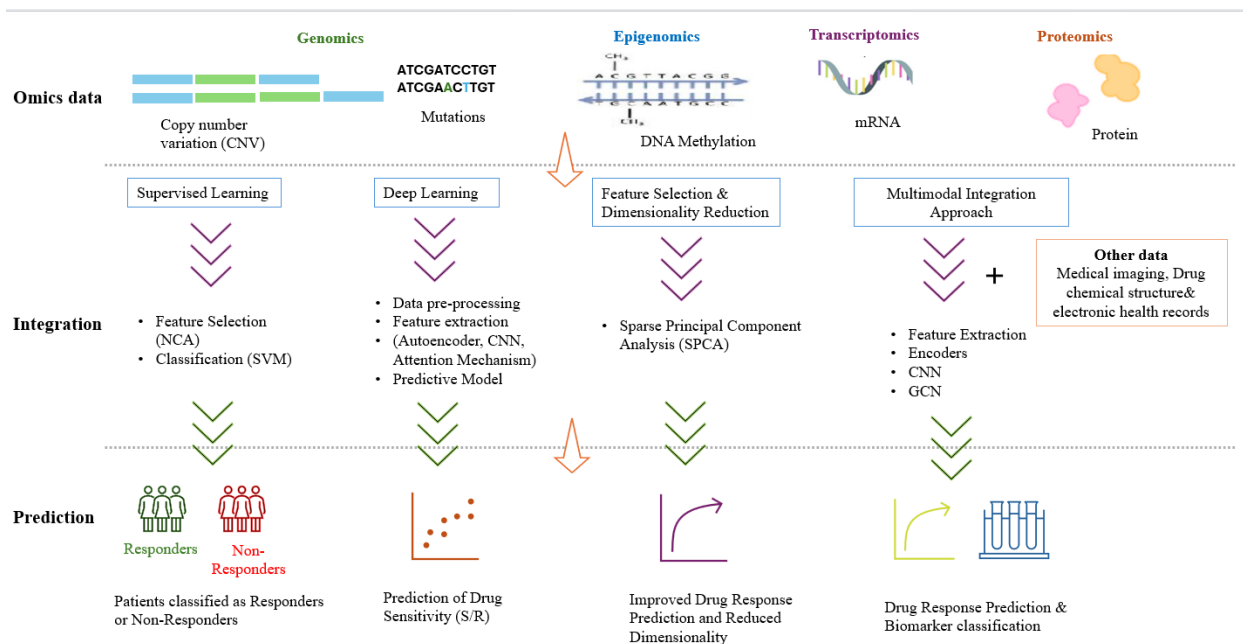 Genomics
Epigenomics
Transcriptomics
Proteomics
Omics data
ATCGATCCTGT
ATCGAACTTGT
Copy number
variation (CNV)
Mutations
CH3
A C G T T A C G G
CH3
DNA Methylation
mRNA
Protein
Supervised Learning
Deep Learning
Feature Selection &
Dimensionality Reduction
Multimodal Integration
Approach
+
Other data
Medical imaging, Drug
chemical structure&
electronic health records
Integration
• Feature Selection
(NCA)
• Classification (SVM)
• Data pre-processing
• Feature extraction
• (Autoencoder, CNN,
Attention Mechanism)
• Predictive Model
• Sparse Principal Component
Analysis (SPCA)
• Feature Extraction
• Encoders
• CNN
• GCN
Prediction
Responders
Non-
Responders
Patients classified as Responders
or Non-Responders
Prediction of Drug
Sensitivity (S/R)
Improved Drug Response
Prediction and Reduced
Dimensionality
Drug Response Prediction &
Biomarker classification